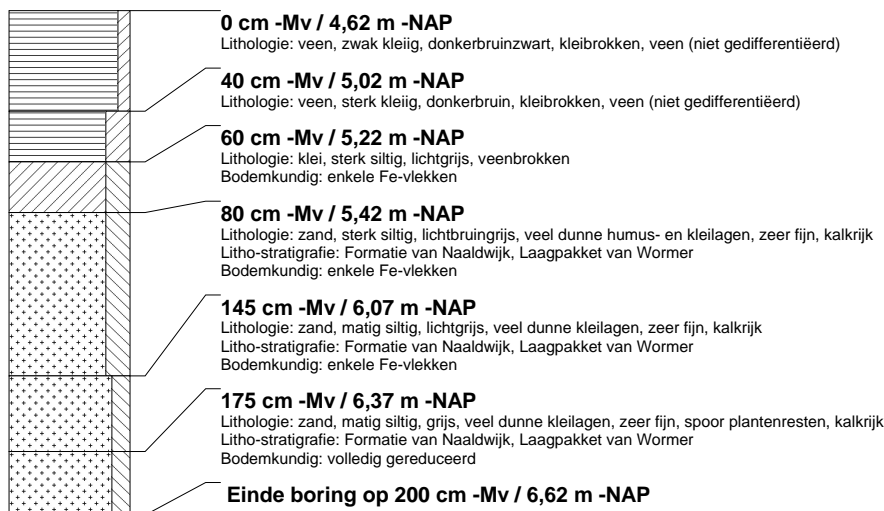 0 cm -Mv / 4,62 m -NAP
Lithologie: veen, zwak kleiig, donkerbruinzwart, kleibrokken, veen (niet gedifferentiëerd)
40 cm -Mv / 5,02 m -NAP
Lithologie: veen, sterk kleiig, donkerbruin, kleibrokken, veen (niet gedifferentiëerd)
60 cm -Mv / 5,22 m -NAP
Lithologie: klei, sterk siltig, lichtgrijs, veenbrokken
Bodemkundig: enkele Fe-vlekken
80 cm -Mv / 5,42 m -NAP
Lithologie: zand, sterk siltig, lichtbruingrijs, veel dunne humus- en kleilagen, zeer fijn, kalkrijk
Litho-stratigrafie: Formatie van Naaldwijk, Laagpakket van Wormer
Bodemkundig: enkele Fe-vlekken
145 cm -Mv / 6,07 m -NAP
Lithologie: zand, matig siltig, lichtgrijs, veel dunne kleilagen, zeer fijn, kalkrijk
Litho-stratigrafie: Formatie van Naaldwijk, Laagpakket van Wormer
Bodemkundig: enkele Fe-vlekken
175 cm -Mv / 6,37 m -NAP
Lithologie: zand, matig siltig, grijs, veel dunne kleilagen, zeer fijn, spoor plantenresten, kalkrijk
Litho-stratigrafie: Formatie van Naaldwijk, Laagpakket van Wormer
Bodemkundig: volledig gereduceerd
Einde boring op 200 cm -Mv / 6,62 m -NAP